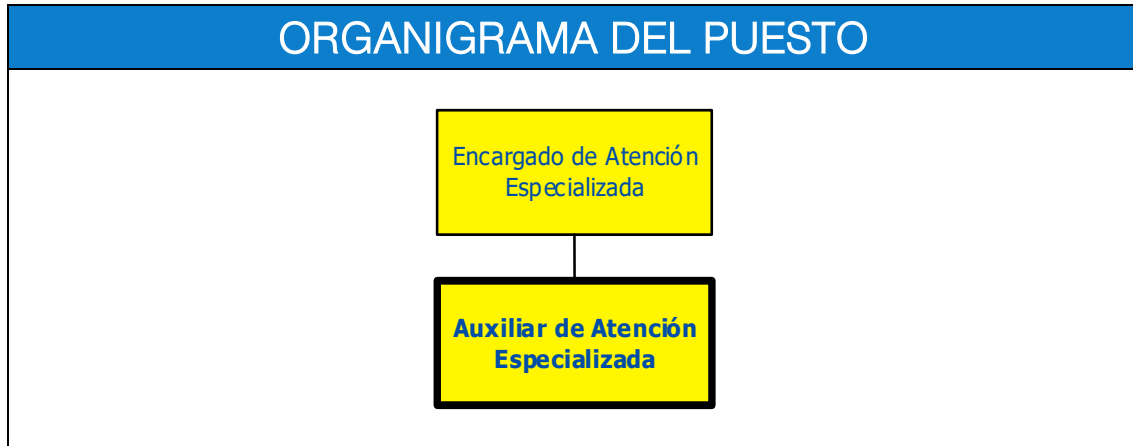 ORGANIGRAMA DEL PUESTO
Encargado de Atención
Especializada
Auxiliar de Atención
Especializada